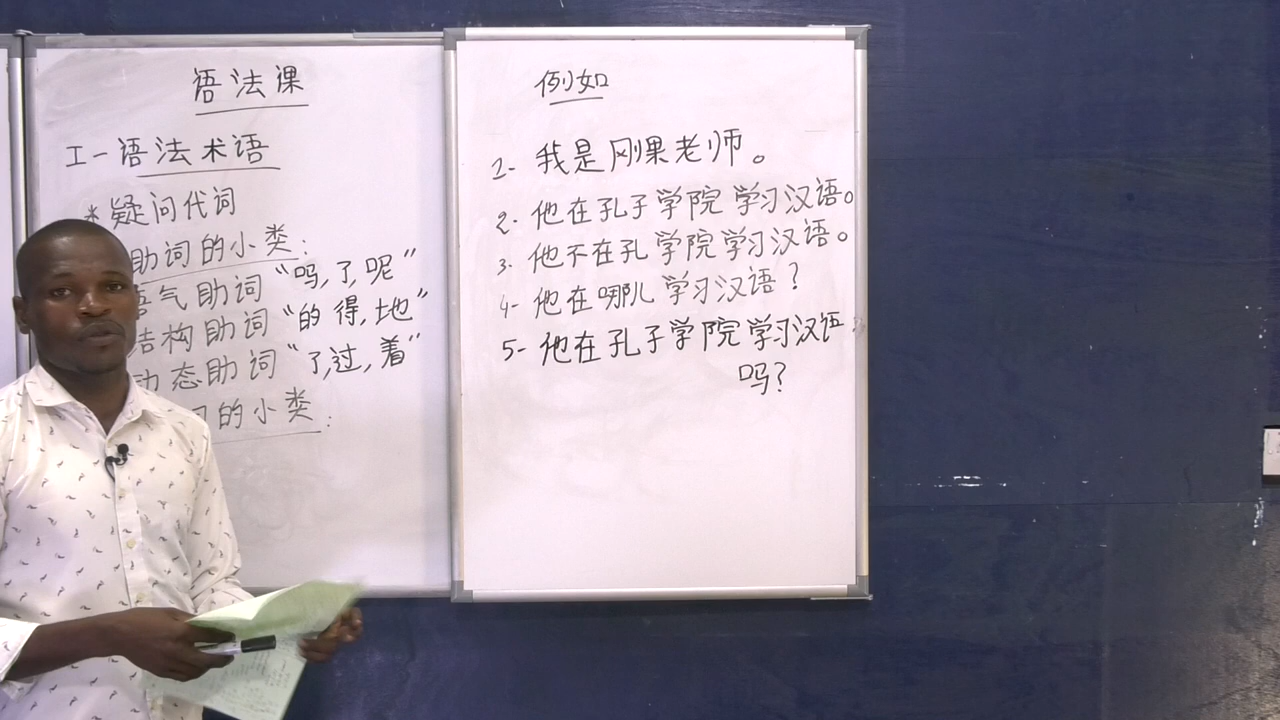 语法课
I-语法术语
*疑问代词
助词的小类：
语气助词“吗,了,呢”
结构助词“的得,地”
动态助词“了,过,着”
的小类：
例如
1- 我是刚果老师。
2. 他在孔子学院学习汉语。
3. 他不在孔学院学习汉语。
4- 他在哪儿学习汉语？
5- 他在孔子学院学习汉语
吗?